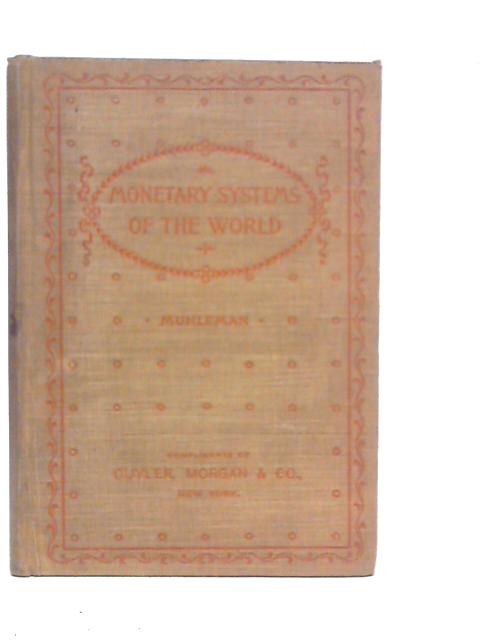 MONETARY SYSTEMS
OF THE WORLD
· MUHLEMAN ·
COMPLIMENTS OF
CUYLER, MORGAN & CO.,
NEW YORK.